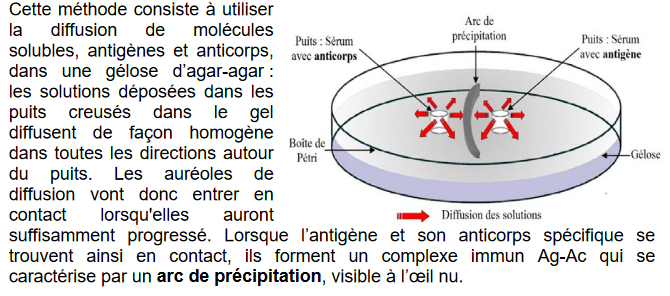 Cette méthode consiste à utiliser
la diffusion de molécules
solubles, antigènes et anticorps,
dans une gélose d'agar-agar :
les solutions déposées dans les
puits creusés dans le gel
diffusent de façon homogène
dans toutes les directions autour
du puits. Les auréoles de
diffusion vont donc entrer en
contact lorsqu'elles auront
suffisamment progressé. Lorsque l'antigène et son anticorps spécifique se
trouvent ainsi en contact, ils forment un complexe immun Ag-Ac qui se
caractérise par un arc de précipitation, visible à l'œil nu.
Arc de
précipitation
Puits : Sérum
avec anticorps
Puits : Sérum
avec antigène
Boîte de
Pétri
Gélose
Diffusion des solutions